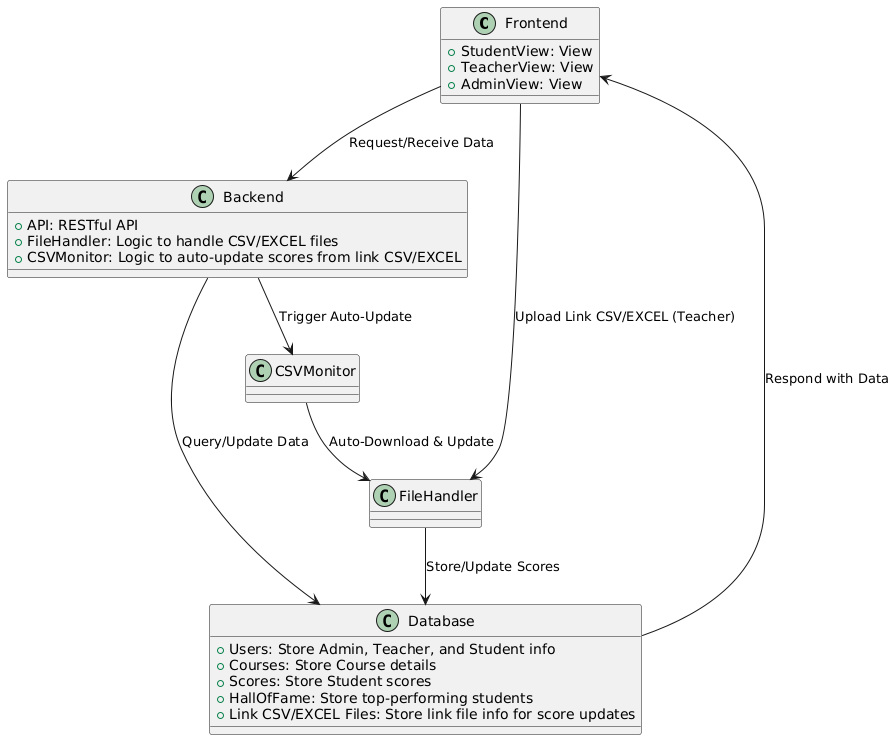 C Frontend
StudentView: View
TeacherView: View
AdminView: View
Request/Receive Data
C Backend
API: RESTful API
FileHandler: Logic to handle CSV/EXCEL files
CSVMonitor: Logic to auto-update scores from link CSV/EXCEL
Trigger Auto-Update
Upload Link CSV/EXCEL (Teacher)
C CSVMonitor
Respond with Data
Query/Update Data
Auto-Download & Update
C FileHandler
Store/Update Scores
C Database
Users: Store Admin, Teacher, and Student info
Courses: Store Course details
Scores: Store Student scores
HallOfFame: Store top-performing students
Link CSV/EXCEL Files: Store link file info for score updates